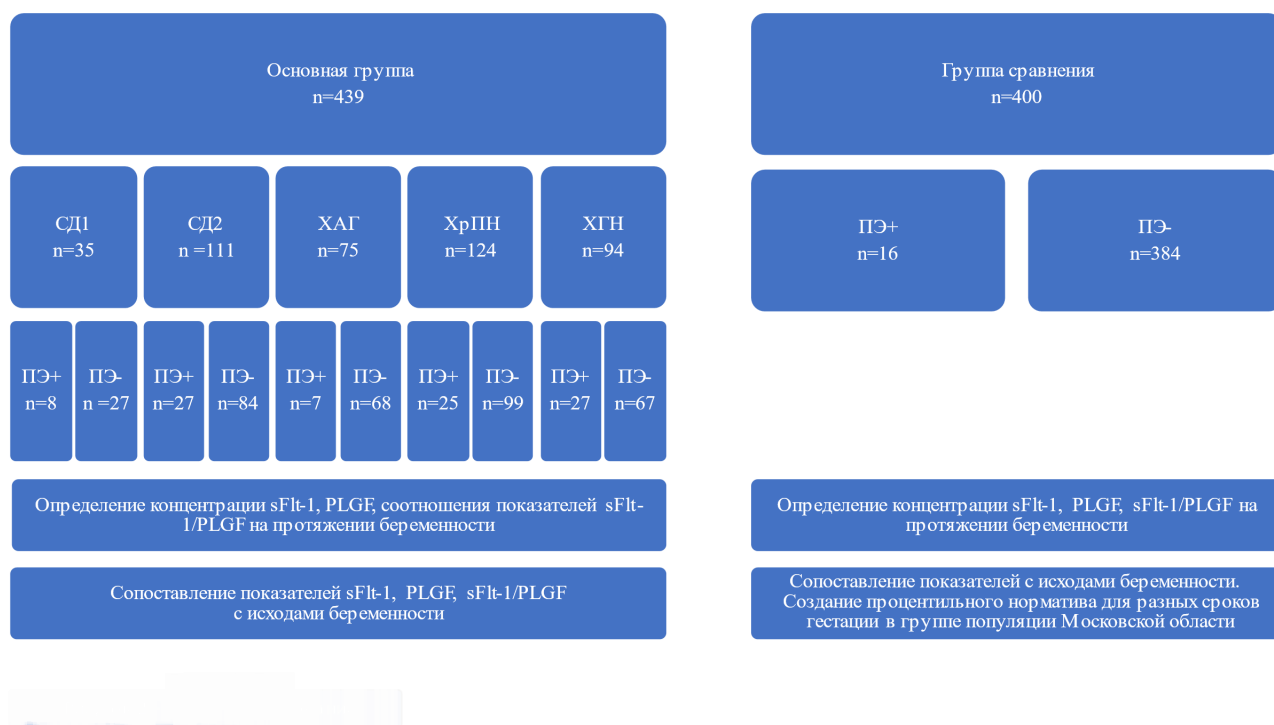 Основная группа
n=439
Группа сравнения
n=400
СД1
n=35
СД2
n =111
ХАГ
n=75
ХрПН
n=124
ХГН
n=94
ПЭ+
n=16
ПЭ-
n=384
ПЭ+
n=8
ПЭ-
n =27
ПЭ+
n=27
ПЭ-
n=84
ПЭ+
n=7
ПЭ-
n=68
ПЭ+
n=25
ПЭ-
n=99
ПЭ+
n=27
ПЭ-
n=67
Определение концентрации sFlt-1, PLGF, соотношения показателей sFlt-
1/PLGF на протяжении беременности
Определение концентрации sFlt-1, PLGF, sFlt-1/PLGF на
протяжении беременности
Сопоставление показателей sFlt-1, PLGF, sFlt-1/PLGF
с исходами беременности
Сопоставление показателей с исходами беременности.
Создание процентильного норматива для разных сроков
гестации в группе популяции Московской области